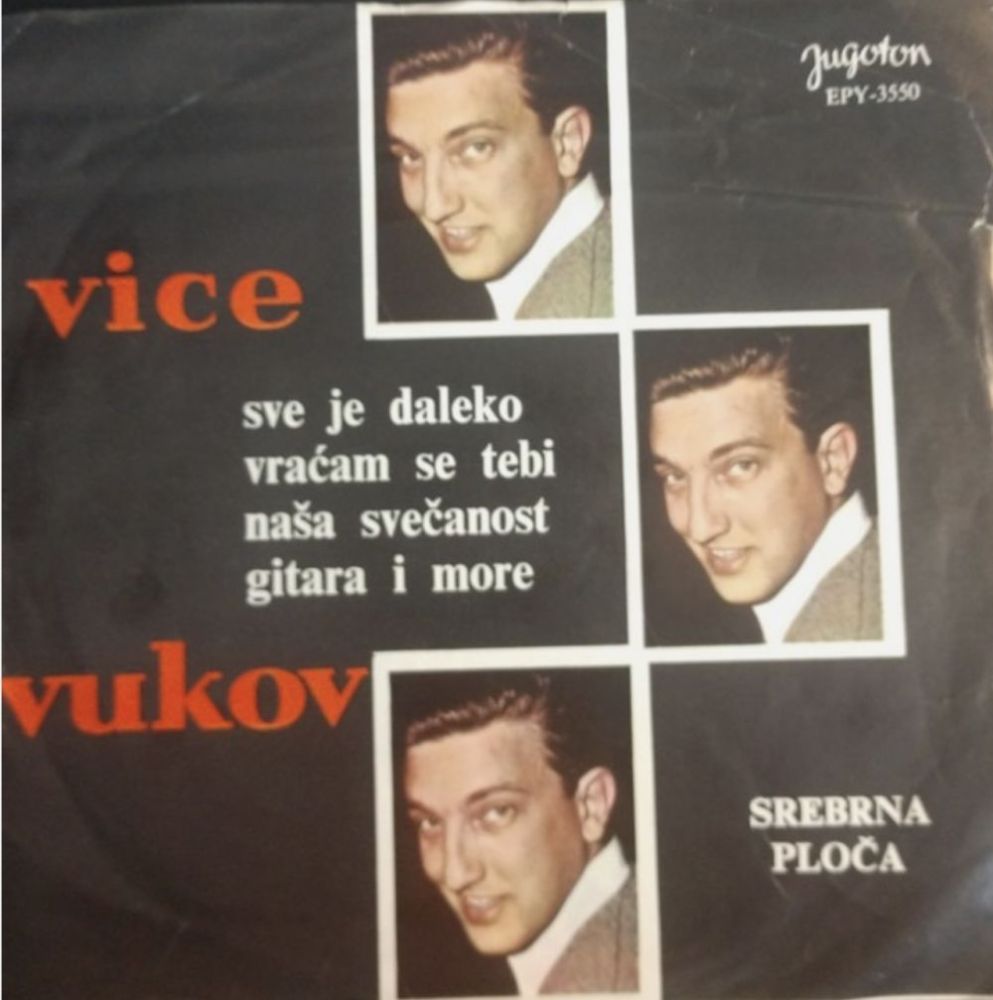 Jugoton
EPY-3550
vice
sve je daleko
vraćam se tebi
naša svečanost
gitara i more
vukov
SREBRNA
PLOČA